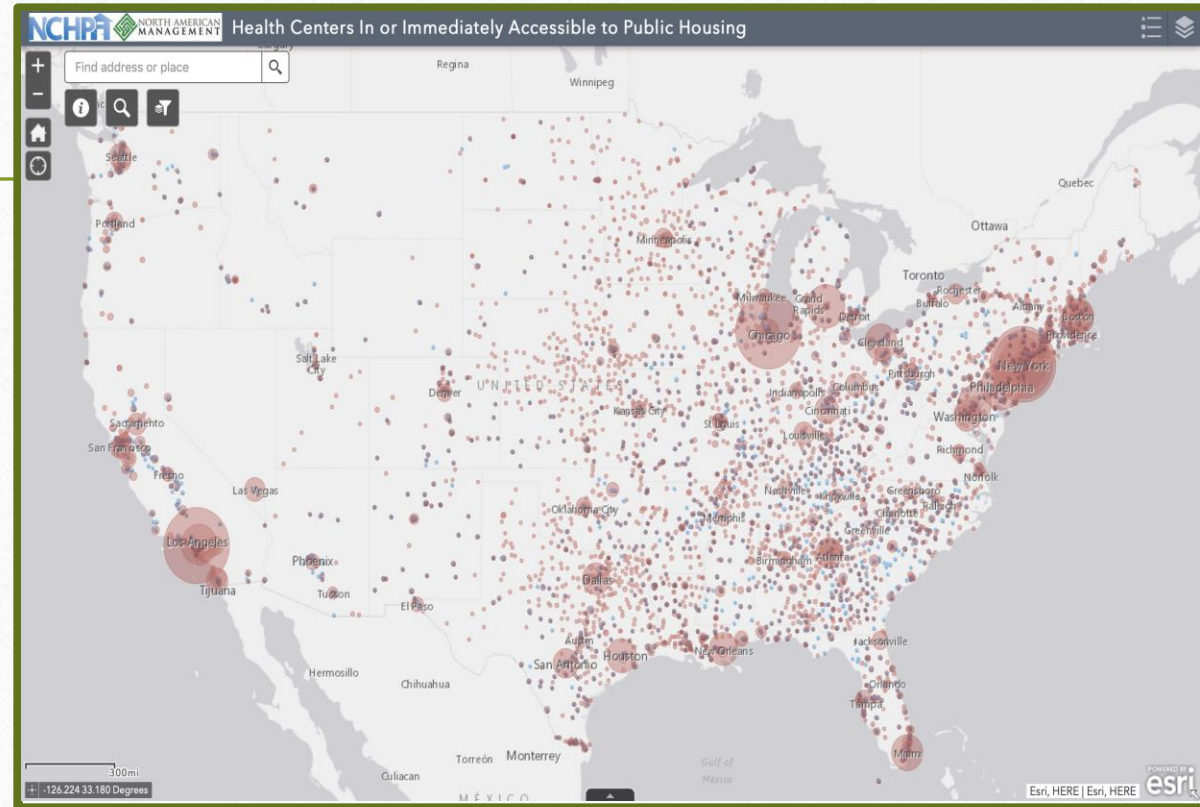 NCHPH NORTH AMERICAN MANAGEMENT Health Centers In or Immediately Accessible to Public Housing
Find address or place
Regina
Winnipeg
Seattle
Quebec
Portland
Ottawa
Minneapolis
Toronto
Rochester
Buffalo
Albany
Milwaukee
Grand Rapids
Detroit
Boston
Providence
Chicago
Cleveland
Salt Lake City
New York
Pittsburgh
Denver
UNITED STATES
Philadelphia
Indianapolis
Columbus
Kansas City
Cincinnati
Washington
Sacramento
St Louis
San Francisco
Louisville
Richmond
Fresno
Norfolk
Las Vegas
Nashville
Knoxville
Greensboro
Raleigh
Oklahoma City
Memphis
Charlotte
Greenville
Los Angeles
Birmingham
Atlanta
Phoenix
Dallas
Tijuana
Tucson
El Paso
Austin
Jacksonville
San Antonio
Houston
New Orleans
Hermosillo
Orlando
Chihuahua
Tampa
Miami
Torreón
Monterrey
Gulf of Mexico
Culiacan
MÉXICO
300mi
-126.224 33.180 Degrees
Esri, HERE | Esri, HERE
POWERED BY
esri